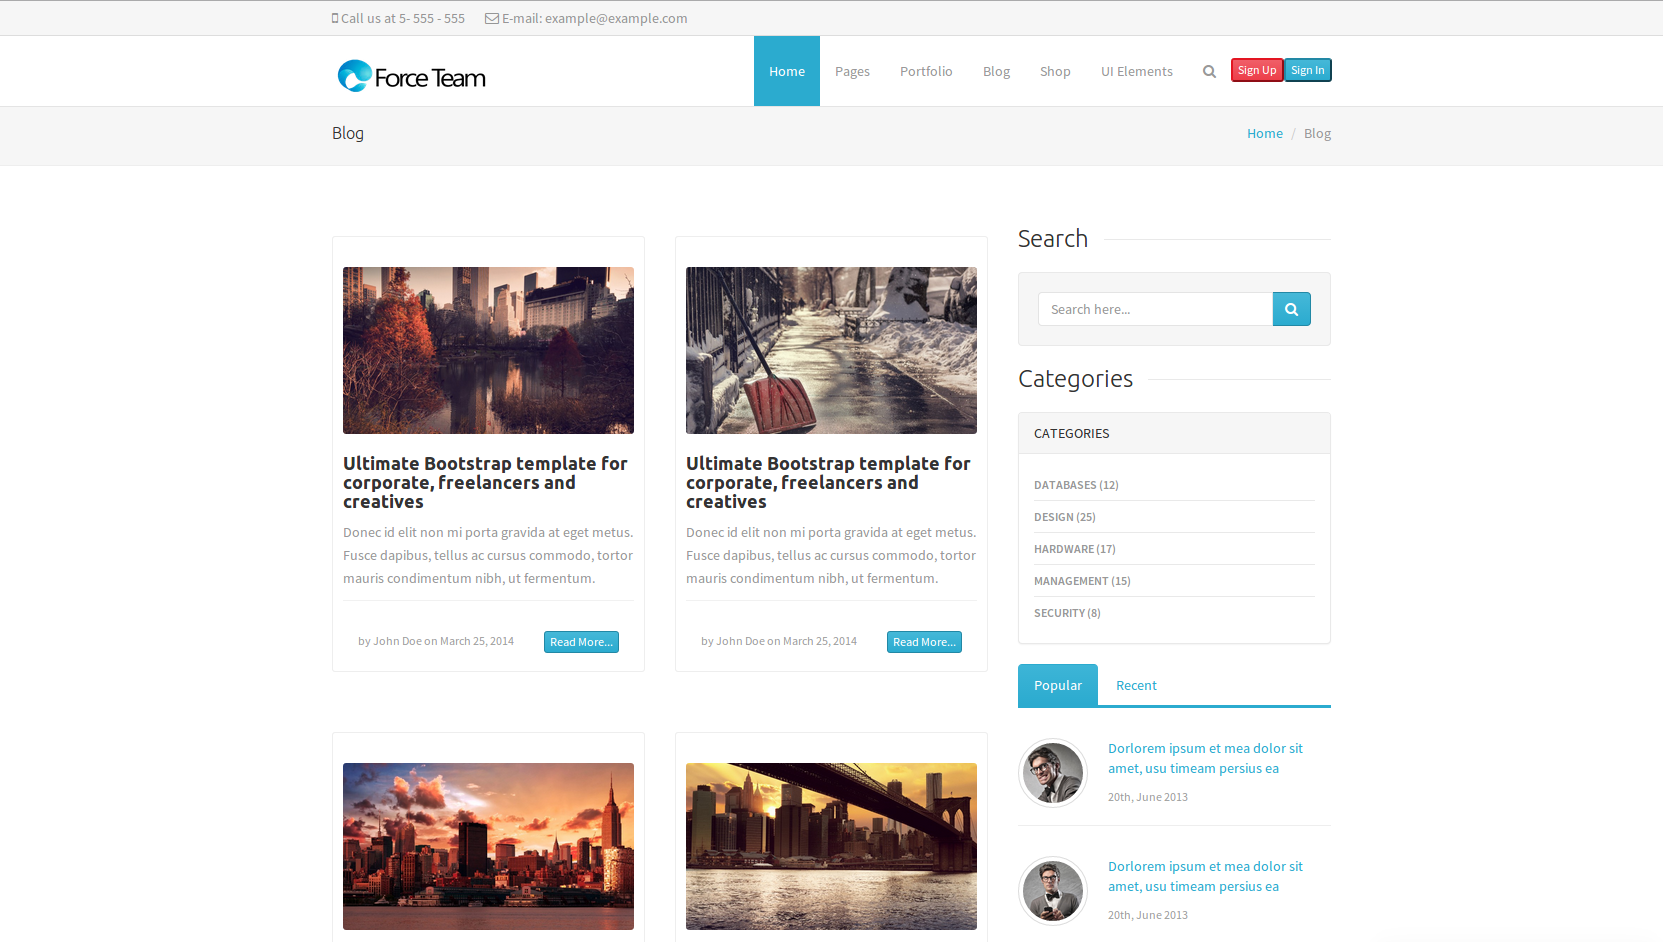 Call us at 5- 555 - 555
E-mail: example@example.com
Force Team
Home
Pages
Portfolio
Blog
Shop
UI Elements
Sign Up
Sign In
Blog
Home / Blog
Ultimate Bootstrap template for
corporate, freelancers and
creatives
Donec id elit non mi porta gravida at eget metus.
Fusce dapibus, tellus ac cursus commodo, tortor
mauris condimentum nibh, ut fermentum.
by John Doe on March 25, 2014
Read More...
Ultimate Bootstrap template for
corporate, freelancers and
creatives
Donec id elit non mi porta gravida at eget metus.
Fusce dapibus, tellus ac cursus commodo, tortor
mauris condimentum nibh, ut fermentum.
by John Doe on March 25, 2014
Read More...
Search
Search here...
Categories
CATEGORIES
DATABASES (12)
DESIGN (25)
HARDWARE (17)
MANAGEMENT (15)
SECURITY (8)
Popular
Recent
Dorlorem ipsum et mea dolor sit
amet, usu timeam persius ea
20th, June 2013
Dorlorem ipsum et mea dolor sit
amet, usu timeam persius ea
20th, June 2013